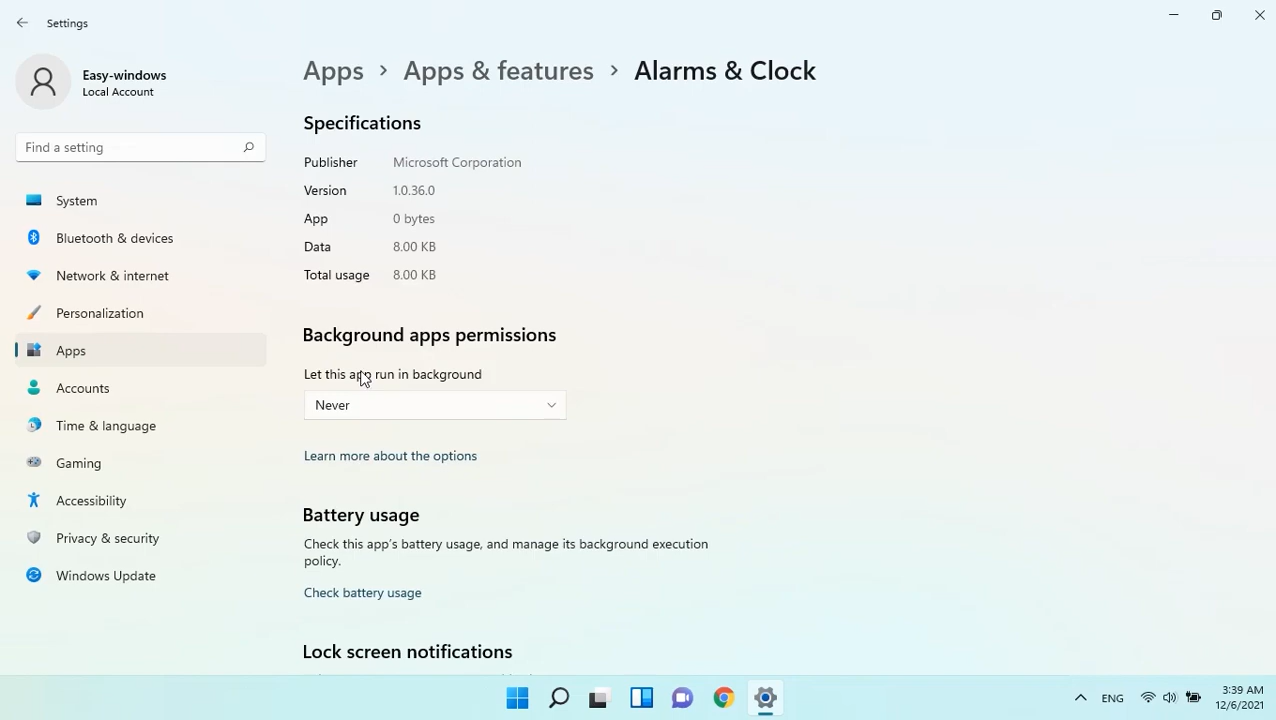 Settings
Easy-windows
Local Account
Find a setting
System
Bluetooth & devices
Network & internet
Personalization
Apps
Accounts
Time & language
Gaming
Accessibility
Privacy & security
Windows Update
Apps > Apps & features > Alarms & Clock
Specifications
Publisher Microsoft Corporation
Version 1.0.36.0
App 0 bytes
Data 8.00 KB
Total usage 8.00 KB
Background apps permissions
Let this app run in background
Never
Learn more about the options
Battery usage
Check this app's battery usage, and manage its background execution
policy.
Check battery usage
Lock screen notifications
ENG
3:39 AM
12/6/2021